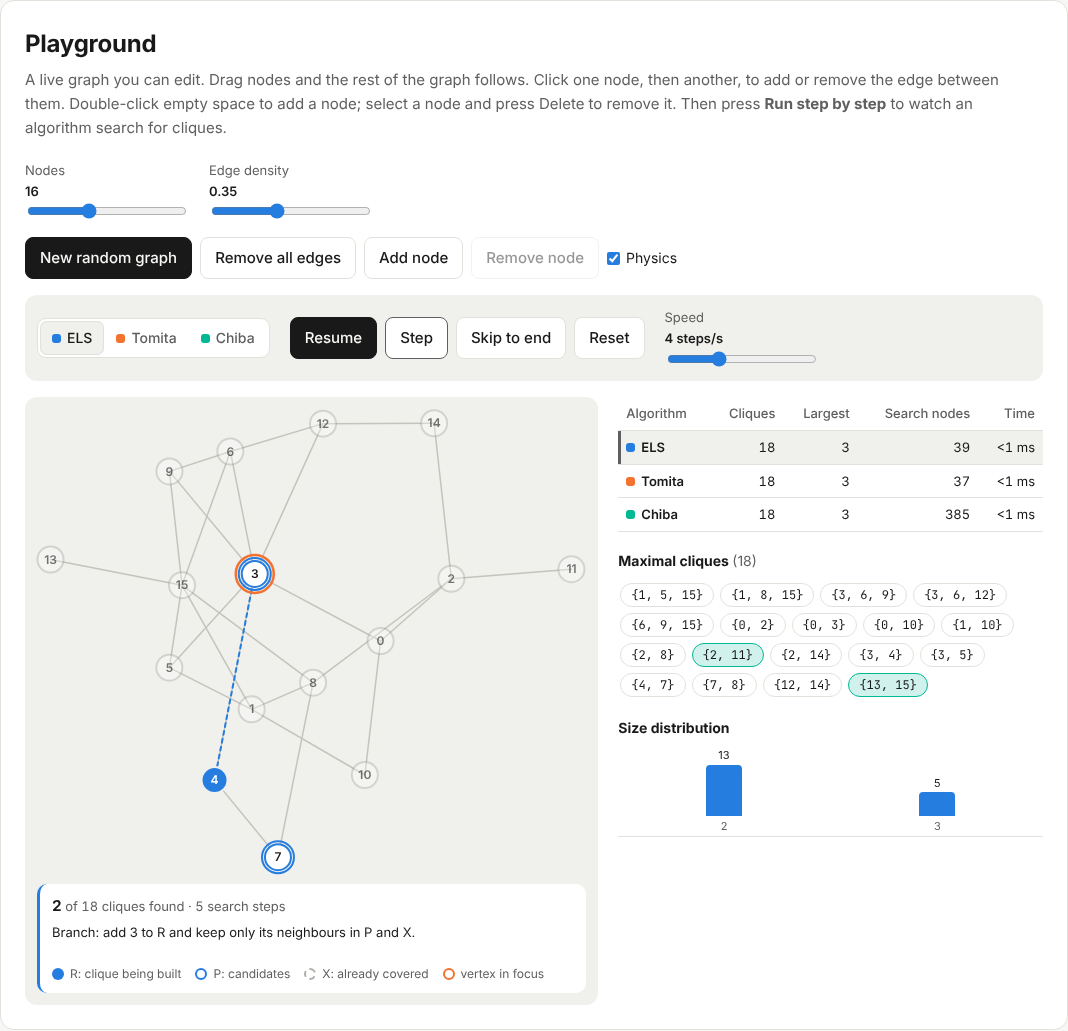 Playground
A live graph you can edit. Drag nodes and the rest of the graph follows. Click one node, then another, to add or remove the edge between
them. Double-click empty space to add a node; select a node and press Delete to remove it. Then press Run step by step to watch an
algorithm search for cliques.
Nodes
16
Edge density
0.35
New random graph
Remove all edges
Add node
Remove node
Physics
ELS
Tomita
Chiba
Resume
Step
Skip to end
Reset
Speed
4 steps/s
12
14
6
9
13
3
15
2
11
0
5
8
1
10
4
7
2 of 18 cliques found · 5 search steps
Branch: add 3 to R and keep only its neighbours in P and X.
R: clique being built
P: candidates
X: already covered
vertex in focus
Algorithm Cliques Largest Search nodes Time
ELS 18 3 39 <1 ms
Tomita 18 3 37 <1 ms
Chiba 18 3 385 <1 ms
Maximal cliques (18)
{1, 5, 15} {1, 8, 15} {3, 6, 9} {3, 6, 12}
{6, 9, 15} {0, 2} {0, 3} {0, 10} {1, 10}
{2, 8} {2, 11} {2, 14} {3, 4} {3, 5}
{4, 7} {7, 8} {12, 14} {13, 15}
Size distribution
13
5
2
3